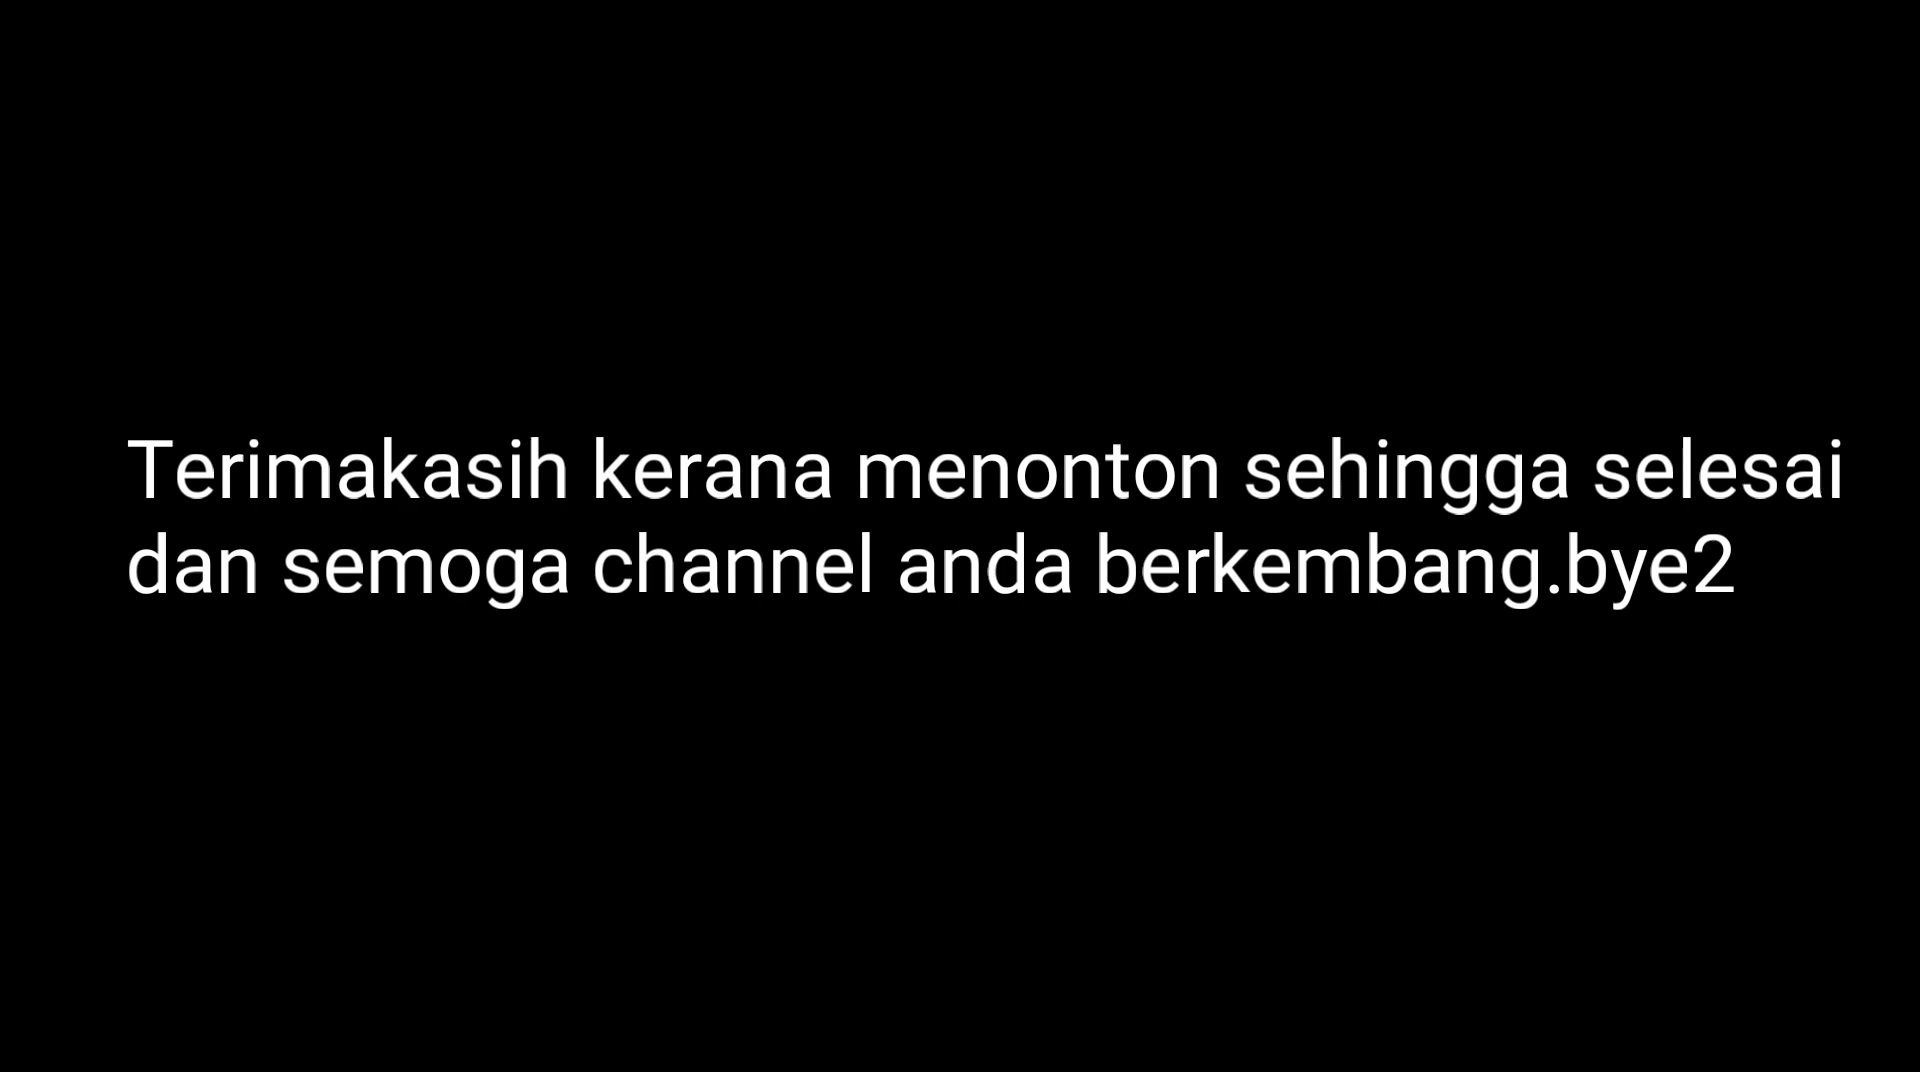 Terimakasih kerana menonton sehingga selesai
dan semoga channel anda berkembang.bye2